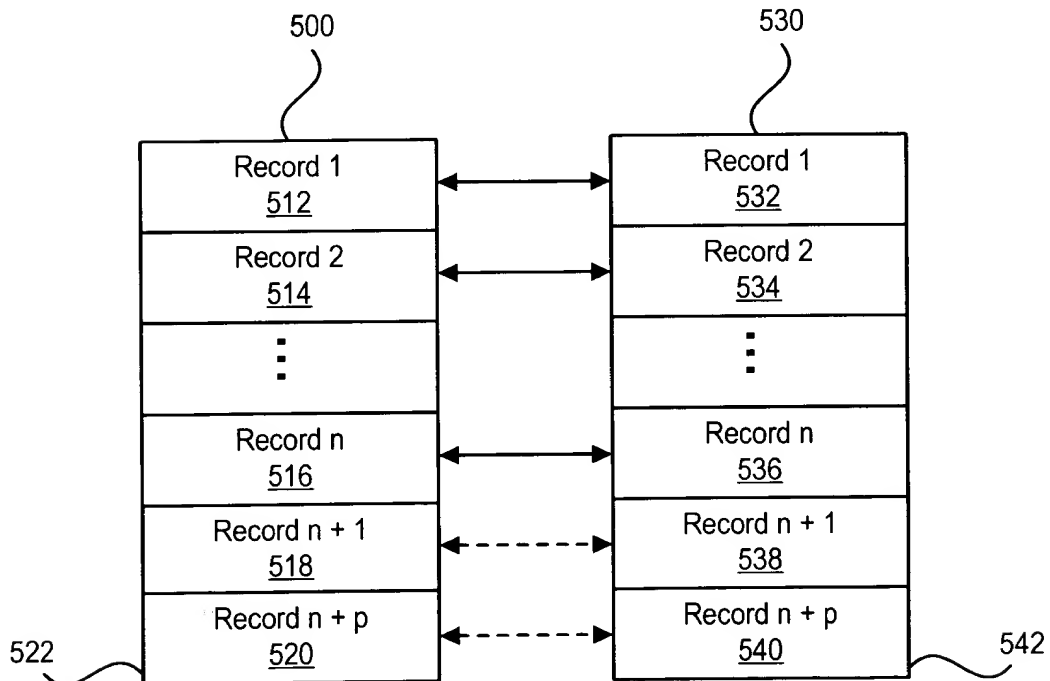 500
530
Record 1
512
Record 1
532
Record 2
514
Record 2
534
Record n
516
Record n
536
Record n + 1
518
Record n + 1
538
Record n + p
520
Record n + p
540
522
542